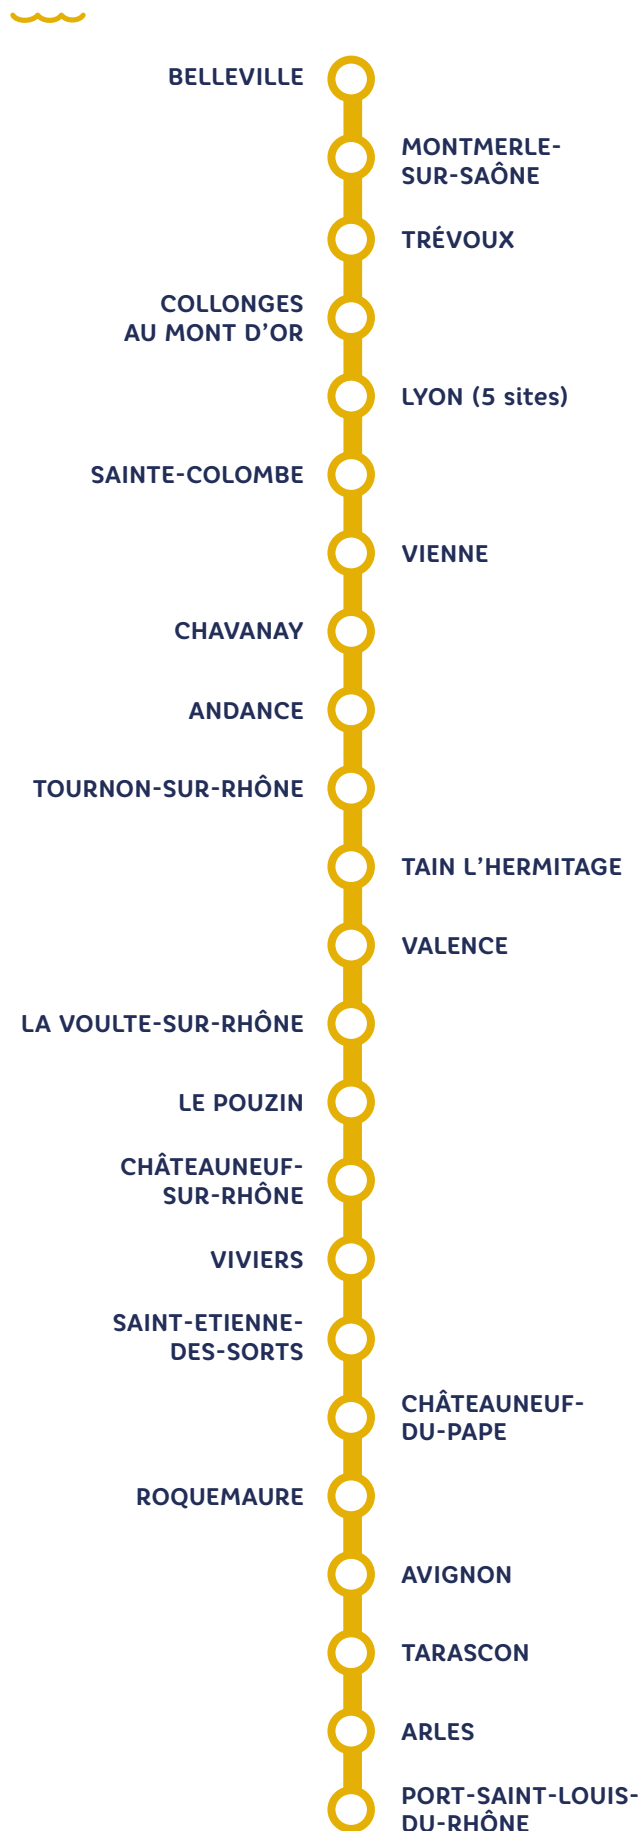 BELLEVILLE
MONTMERLE-
SUR-SAÔNE
TRÉVOUX
COLLONGES
AU MONT D’OR
LYON (5 sites)
SAINTE-COLOMBE
VIENNE
CHAVANAY
ANDANCE
TOURNON-SUR-RHÔNE
TAIN L’HERMITAGE
VALENCE
LA VOULTE-SUR-RHÔNE
LE POUZIN
CHÂTEAUNEUF-
SUR-RHÔNE
VIVIERS
SAINT-ETIENNE-
DES-SORTS
CHÂTEAUNEUF-
DU-PAPE
ROQUEMAURE
AVIGNON
TARASCON
ARLES
PORT-SAINT-LOUIS-
DU-RHÔNE